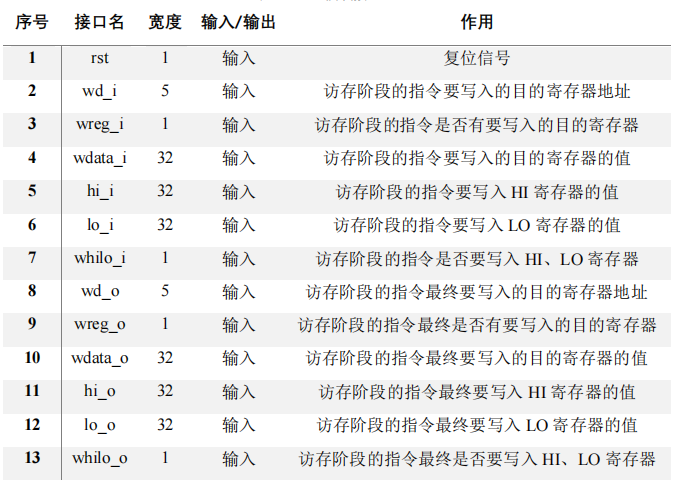 序号 接口名 宽度 输入/输出 作用
1 rst 1 输入 复位信号
2 wd_i 5 输入 访存阶段的指令要写入的目的寄存器地址
3 wreg_i 1 输入 访存阶段的指令是否有要写入的目的寄存器
4 wdata_i 32 输入 访存阶段的指令要写入的目的寄存器的值
5 hi_i 32 输入 访存阶段的指令要写入 HI 寄存器的值
6 lo_i 32 输入 访存阶段的指令要写入 LO 寄存器的值
7 whilo_i 1 输入 访存阶段的指令是否要写入 HI、LO 寄存器
8 wd_o 5 输入 访存阶段的指令最终要写入的目的寄存器地址
9 wreg_o 1 输入 访存阶段的指令最终是否有要写入的目的寄存器
10 wdata_o 32 输入 访存阶段的指令最终要写入的目的寄存器的值
11 hi_o 32 输入 访存阶段的指令最终要写入 HI 寄存器的值
12 lo_o 32 输入 访存阶段的指令最终要写入 LO 寄存器的值
13 whilo_o 1 输入 访存阶段的指令最终是否要写入 HI、LO 寄存器